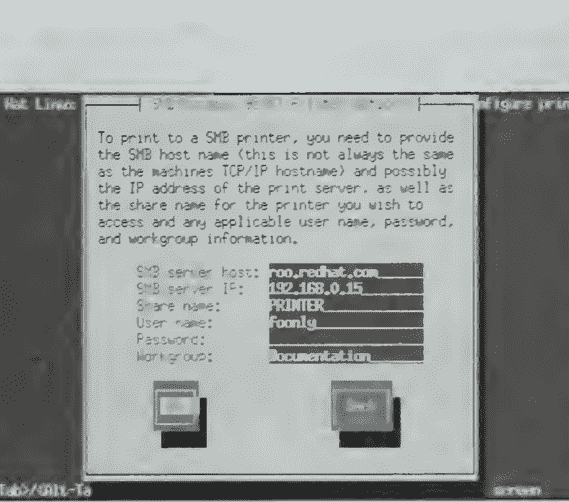 To print to a SMB printer, you need to provide
the SMB host name (this is not always the same
as the machines TCP/IP hostname) and possibly
the IP address of the print server, as well as
the share name for the printer you wish to
access and any applicable user name, password,
and workgroup information.
SMB server host: roo.redhat.com
SMB server IP: 192.168.0.15
Share name: PRINTER
User name: foonly
Password:
Workgroup: Documentation
screen